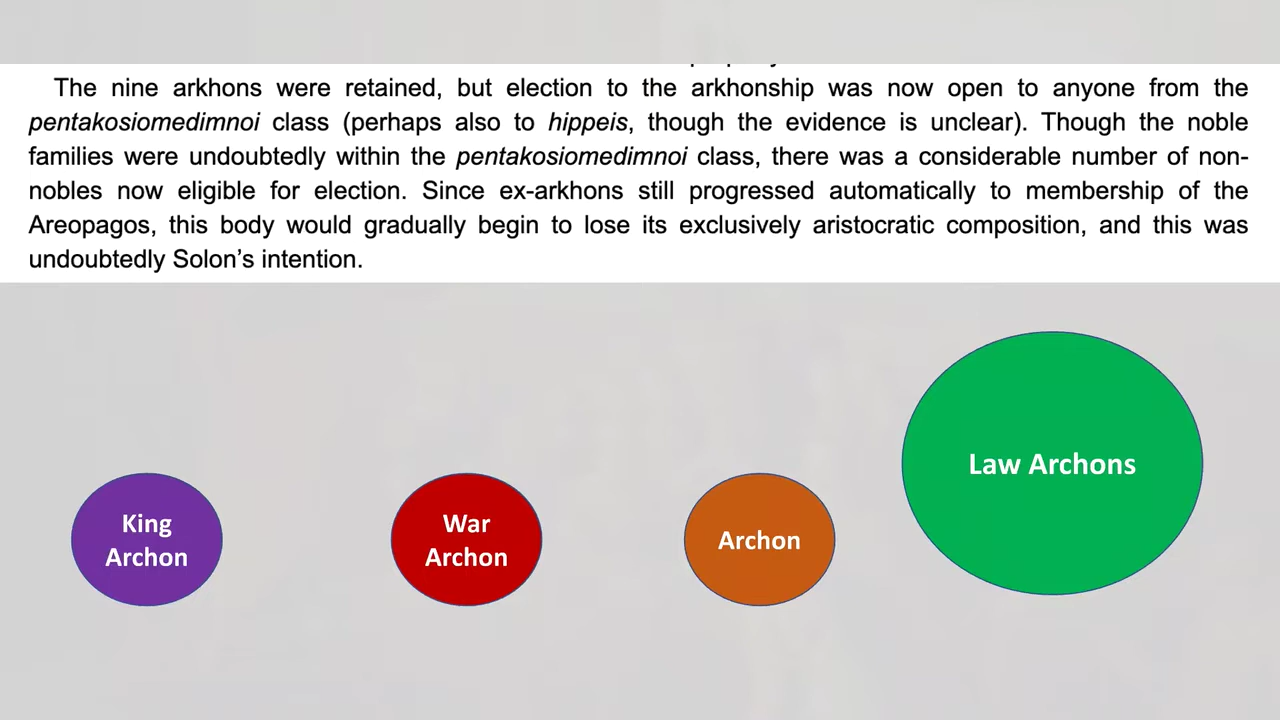 The nine arkhons were retained, but election to the arkhonship was now open to anyone from the
pentakosiomedimnoi class (perhaps also to hippeis, though the evidence is unclear). Though the noble
families were undoubtedly within the pentakosiomedimnoi class, there was a considerable number of non-
nobles now eligible for election. Since ex-arkhons still progressed automatically to membership of the
Areopagos, this body would gradually begin to lose its exclusively aristocratic composition, and this was
undoubtedly Solon's intention.
King
Archon
War
Archon
Archon
Law Archons